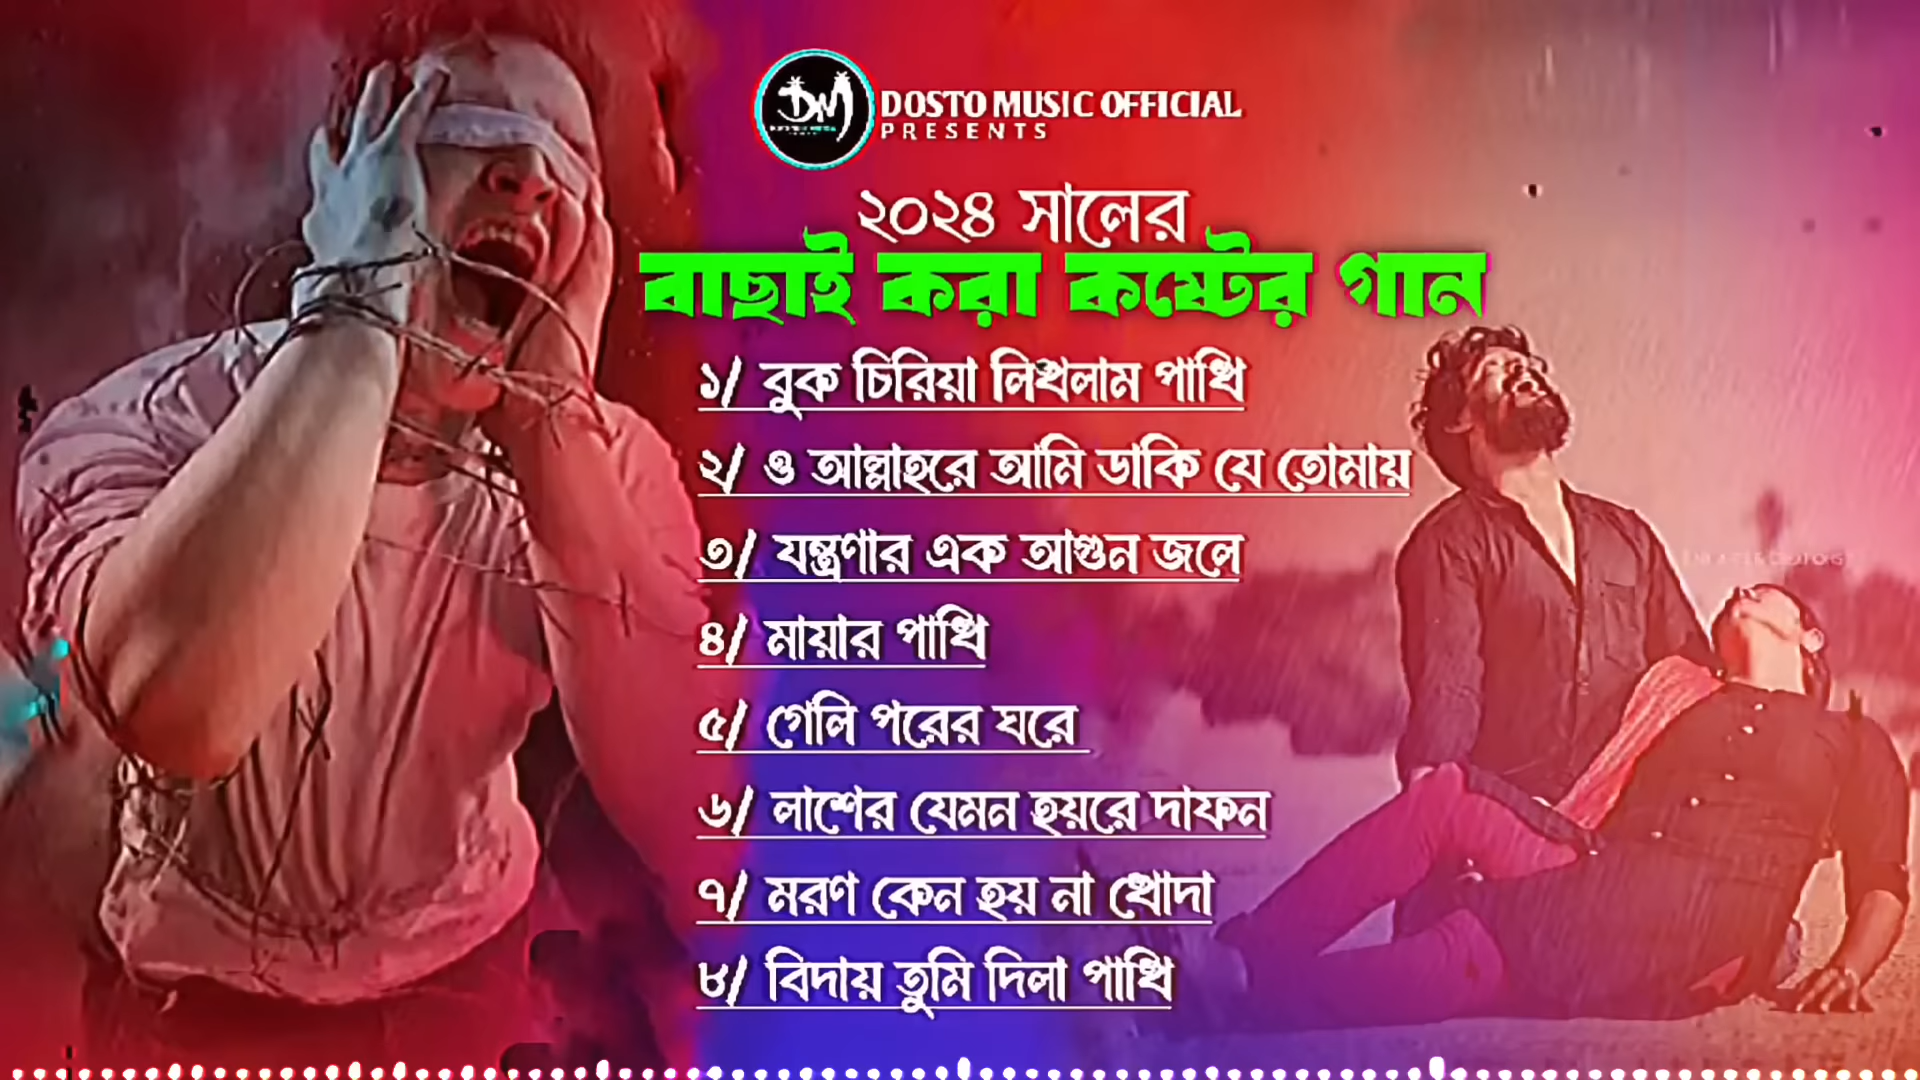 DM
DOSTO MUSIC OFFICIAL
PRESENTS
২০২৪ সালের
বাছাই করা কষ্টের গান
১/ বুক চিরিয়া লিখলাম পাখি
২/ ও আল্লাহরে আমি ডাকি যে তোমায়
৩/ যন্ত্রণার এক আগুন জলে
৪/ মায়ার পাখি
৫/ গেলি পরের ঘরে
৬/ লাশের যেমন হয়রে দাফন
৭/ মরণ কেন হয় না খোদা
৮/ বিদায় তুমি দিলা পাখি